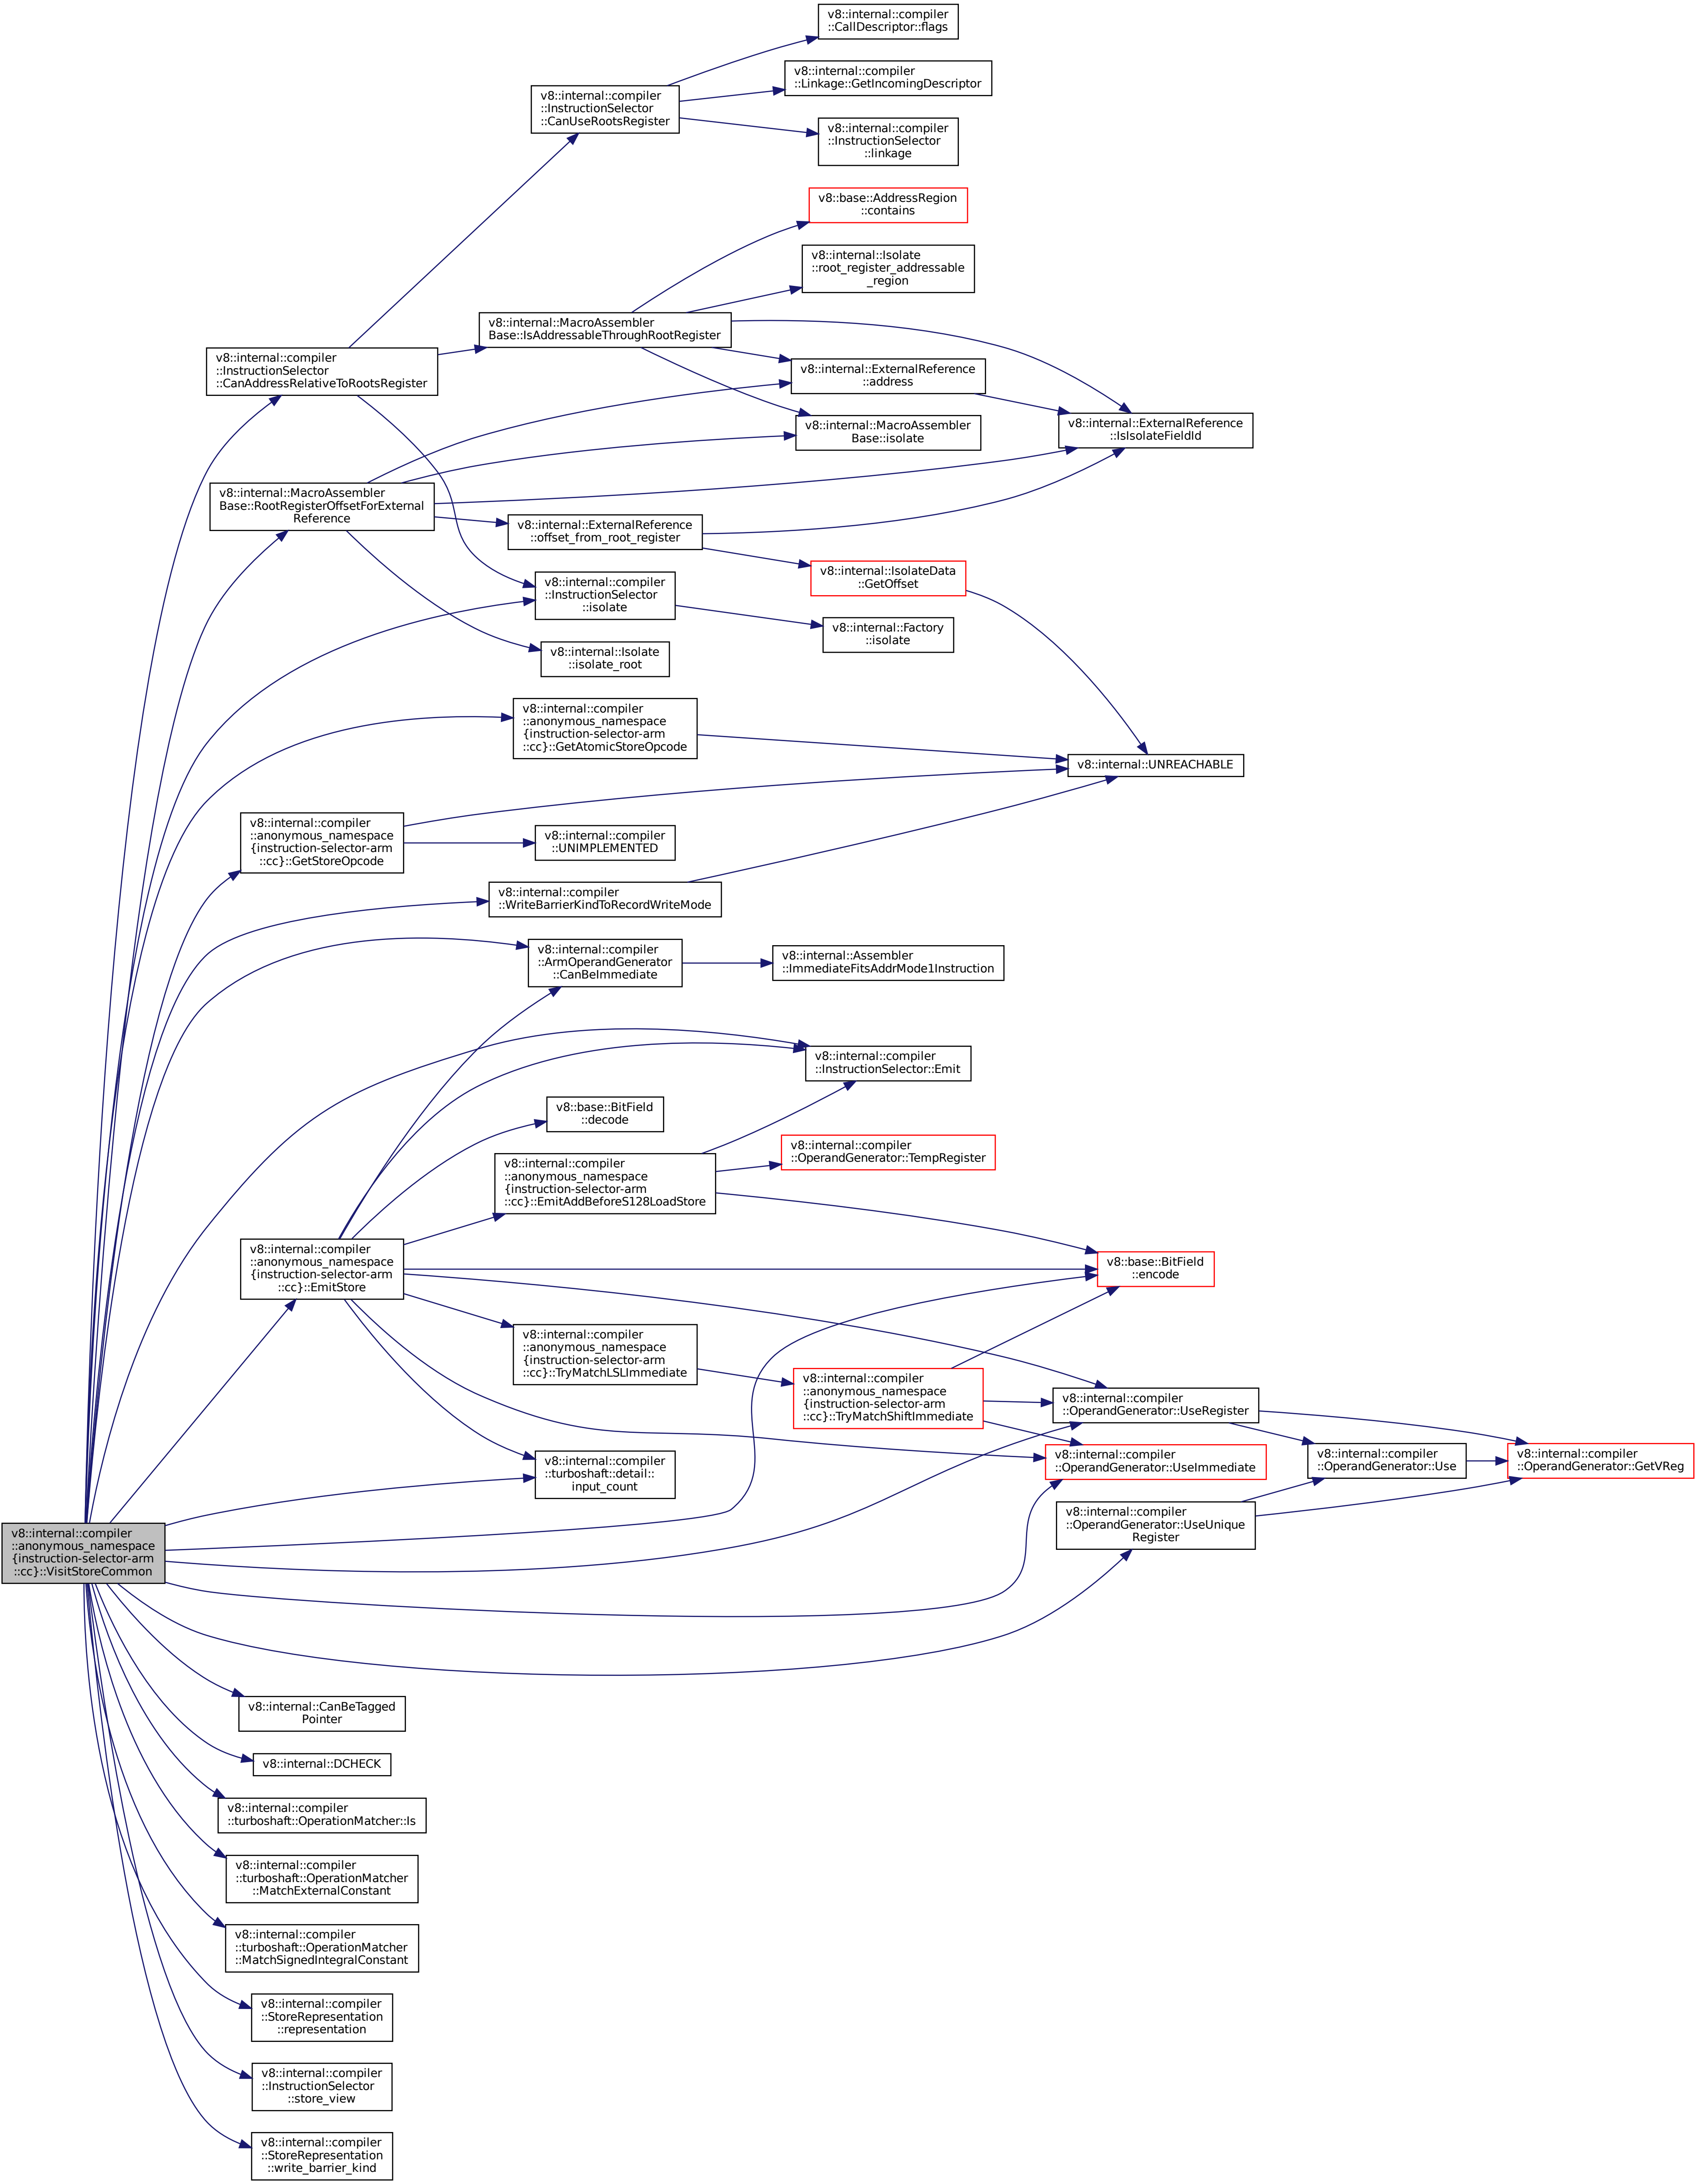 v8::internal::compiler
::CallDescriptor::flags
v8::internal::compiler
::Linkage::GetIncomingDescriptor
v8::internal::compiler
::InstructionSelector
::CanUseRootsRegister
v8::internal::compiler
::InstructionSelector
::linkage
v8::base::AddressRegion
::contains
v8::internal::Isolate
::root_register_addressable
_region
v8::internal::MacroAssembler
Base::IsAddressableThroughRootRegister
v8::internal::compiler
::InstructionSelector
::CanAddressRelativeToRootsRegister
v8::internal::ExternalReference
::address
v8::internal::MacroAssembler
Base::isolate
v8::internal::ExternalReference
::IsIsolateFieldId
v8::internal::MacroAssembler
Base::RootRegisterOffsetForExternal
Reference
v8::internal::ExternalReference
::offset_from_root_register
v8::internal::IsolateData
::GetOffset
v8::internal::compiler
::InstructionSelector
::isolate
v8::internal::Factory
::isolate
v8::internal::Isolate
::isolate_root
v8::internal::compiler
::anonymous_namespace
{instruction-selector-arm
::cc}::GetAtomicStoreOpcode
v8::internal::UNREACHABLE
v8::internal::compiler
::anonymous_namespace
{instruction-selector-arm
::cc}::GetStoreOpcode
v8::internal::compiler
::UNIMPLEMENTED
v8::internal::compiler
::WriteBarrierKindToRecordWriteMode
v8::internal::compiler
::ArmOperandGenerator
::CanBeImmediate
v8::internal::Assembler
::ImmediateFitsAddrMode1Instruction
v8::internal::compiler
::InstructionSelector::Emit
v8::base::BitField
::decode
v8::internal::compiler
::OperandGenerator::TempRegister
v8::internal::compiler
::anonymous_namespace
{instruction-selector-arm
::cc}::EmitAddBeforeS128LoadStore
v8::internal::compiler
::anonymous_namespace
{instruction-selector-arm
::cc}::EmitStore
v8::base::BitField
::encode
v8::internal::compiler
::anonymous_namespace
{instruction-selector-arm
::cc}::TryMatchLSLImmediate
v8::internal::compiler
::anonymous_namespace
{instruction-selector-arm
::cc}::TryMatchShiftImmediate
v8::internal::compiler
::OperandGenerator::UseRegister
v8::internal::compiler
::OperandGenerator::UseImmediate
v8::internal::compiler
::OperandGenerator::Use
v8::internal::compiler
::OperandGenerator::GetVReg
v8::internal::compiler
::turboshaft::detail::
input_count
v8::internal::compiler
::OperandGenerator::UseUnique
Register
v8::internal::compiler
::anonymous_namespace
{instruction-selector-arm
::cc}::VisitStoreCommon
v8::internal::CanBeTagged
Pointer
v8::internal::DCHECK
v8::internal::compiler
::turboshaft::OperationMatcher::Is
v8::internal::compiler
::turboshaft::OperationMatcher
::MatchExternalConstant
v8::internal::compiler
::turboshaft::OperationMatcher
::MatchSignedIntegralConstant
v8::internal::compiler
::StoreRepresentation
::representation
v8::internal::compiler
::InstructionSelector
::store_view
v8::internal::compiler
::StoreRepresentation
::write_barrier_kind